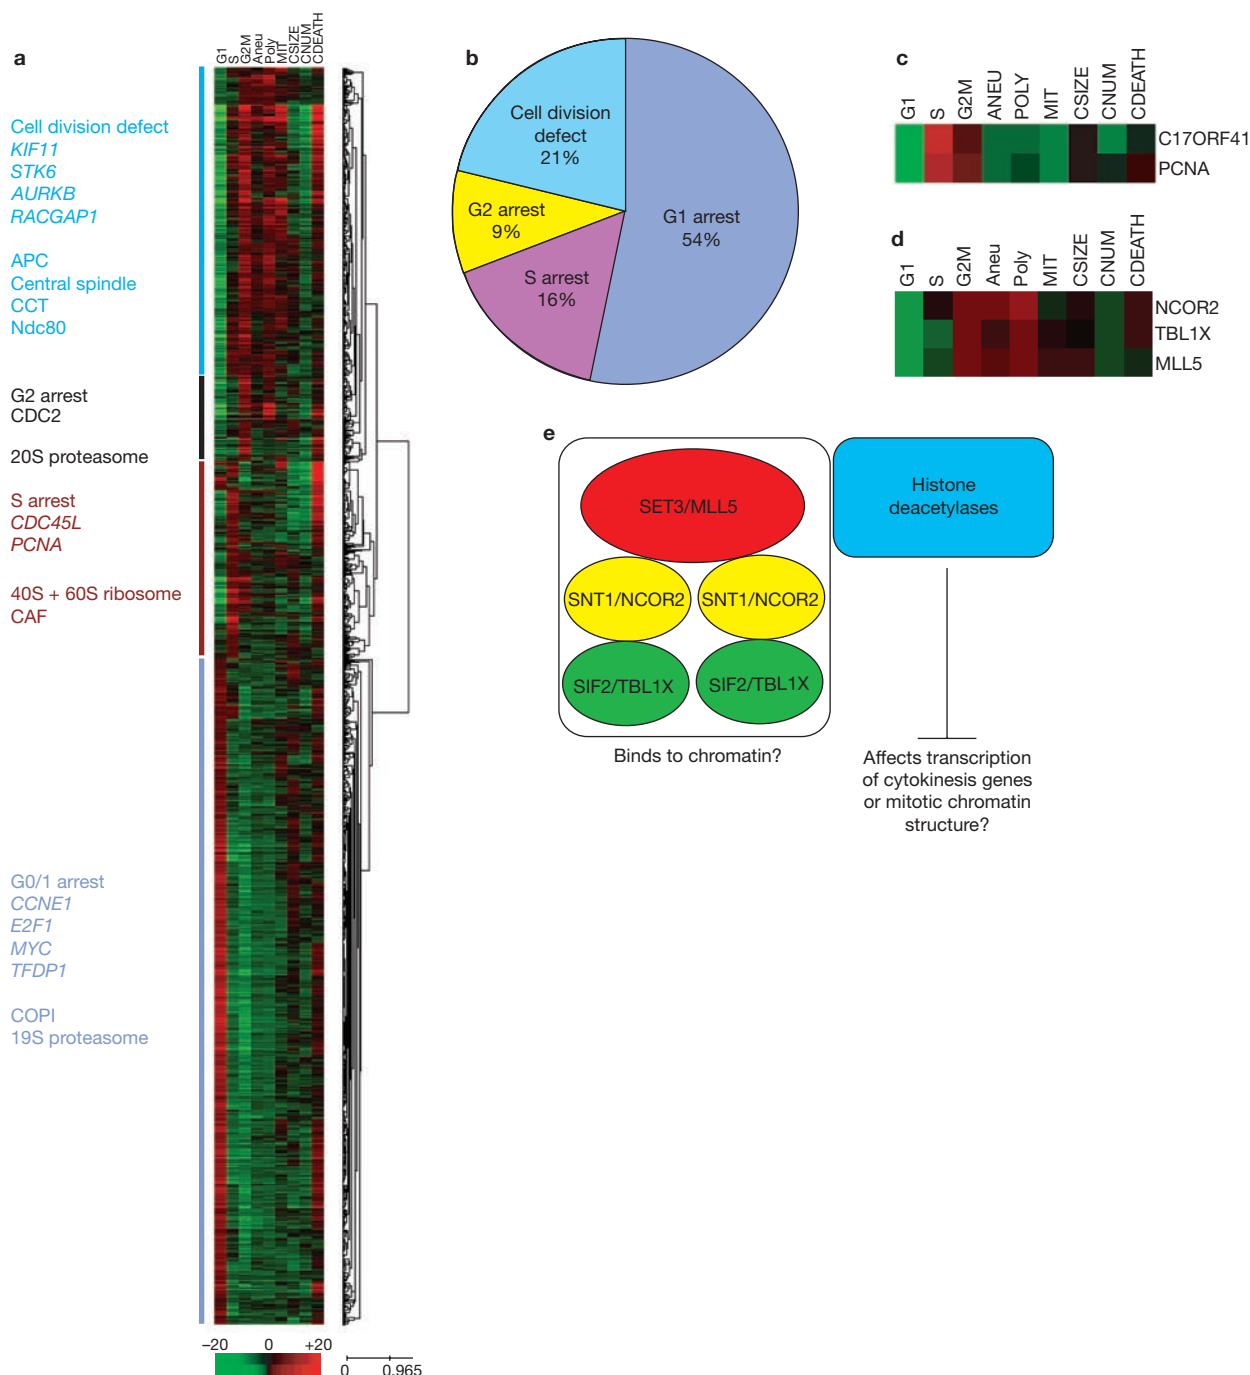 a
G1
S
G2M
Aneu
Poly
MIT
CSIZE
CNUM
CDEATH
Cell division defect
KIF11
STK6
AURKB
RACGAP1
APC
Central spindle
CCT
Ndc80
G2 arrest
CDC2
20S proteasome
S arrest
CDC45L
PCNA
40S + 60S ribosome
CAF
G0/1 arrest
CCNE1
E2F1
MYC
TFDP1
COPI
19S proteasome
−20 0 +20
0 0.965
b
Cell division
defect
21%
G2 arrest
9%
S arrest
16%
G1 arrest
54%
c
G1
S
G2M
ANEU
POLY
MIT
CSIZE
CNUM
CDEATH
C17ORF41
PCNA
d
G1
S
G2M
Aneu
Poly
MIT
CSIZE
CNUM
CDEATH
NCOR2
TBL1X
MLL5
e
SET3/MLL5
SNT1/NCOR2 SNT1/NCOR2
SIF2/TBL1X SIF2/TBL1X
Binds to chromatin?
Histone
deacetylases
Affects transcription
of cytokinesis genes
or mitotic chromatin
structure?